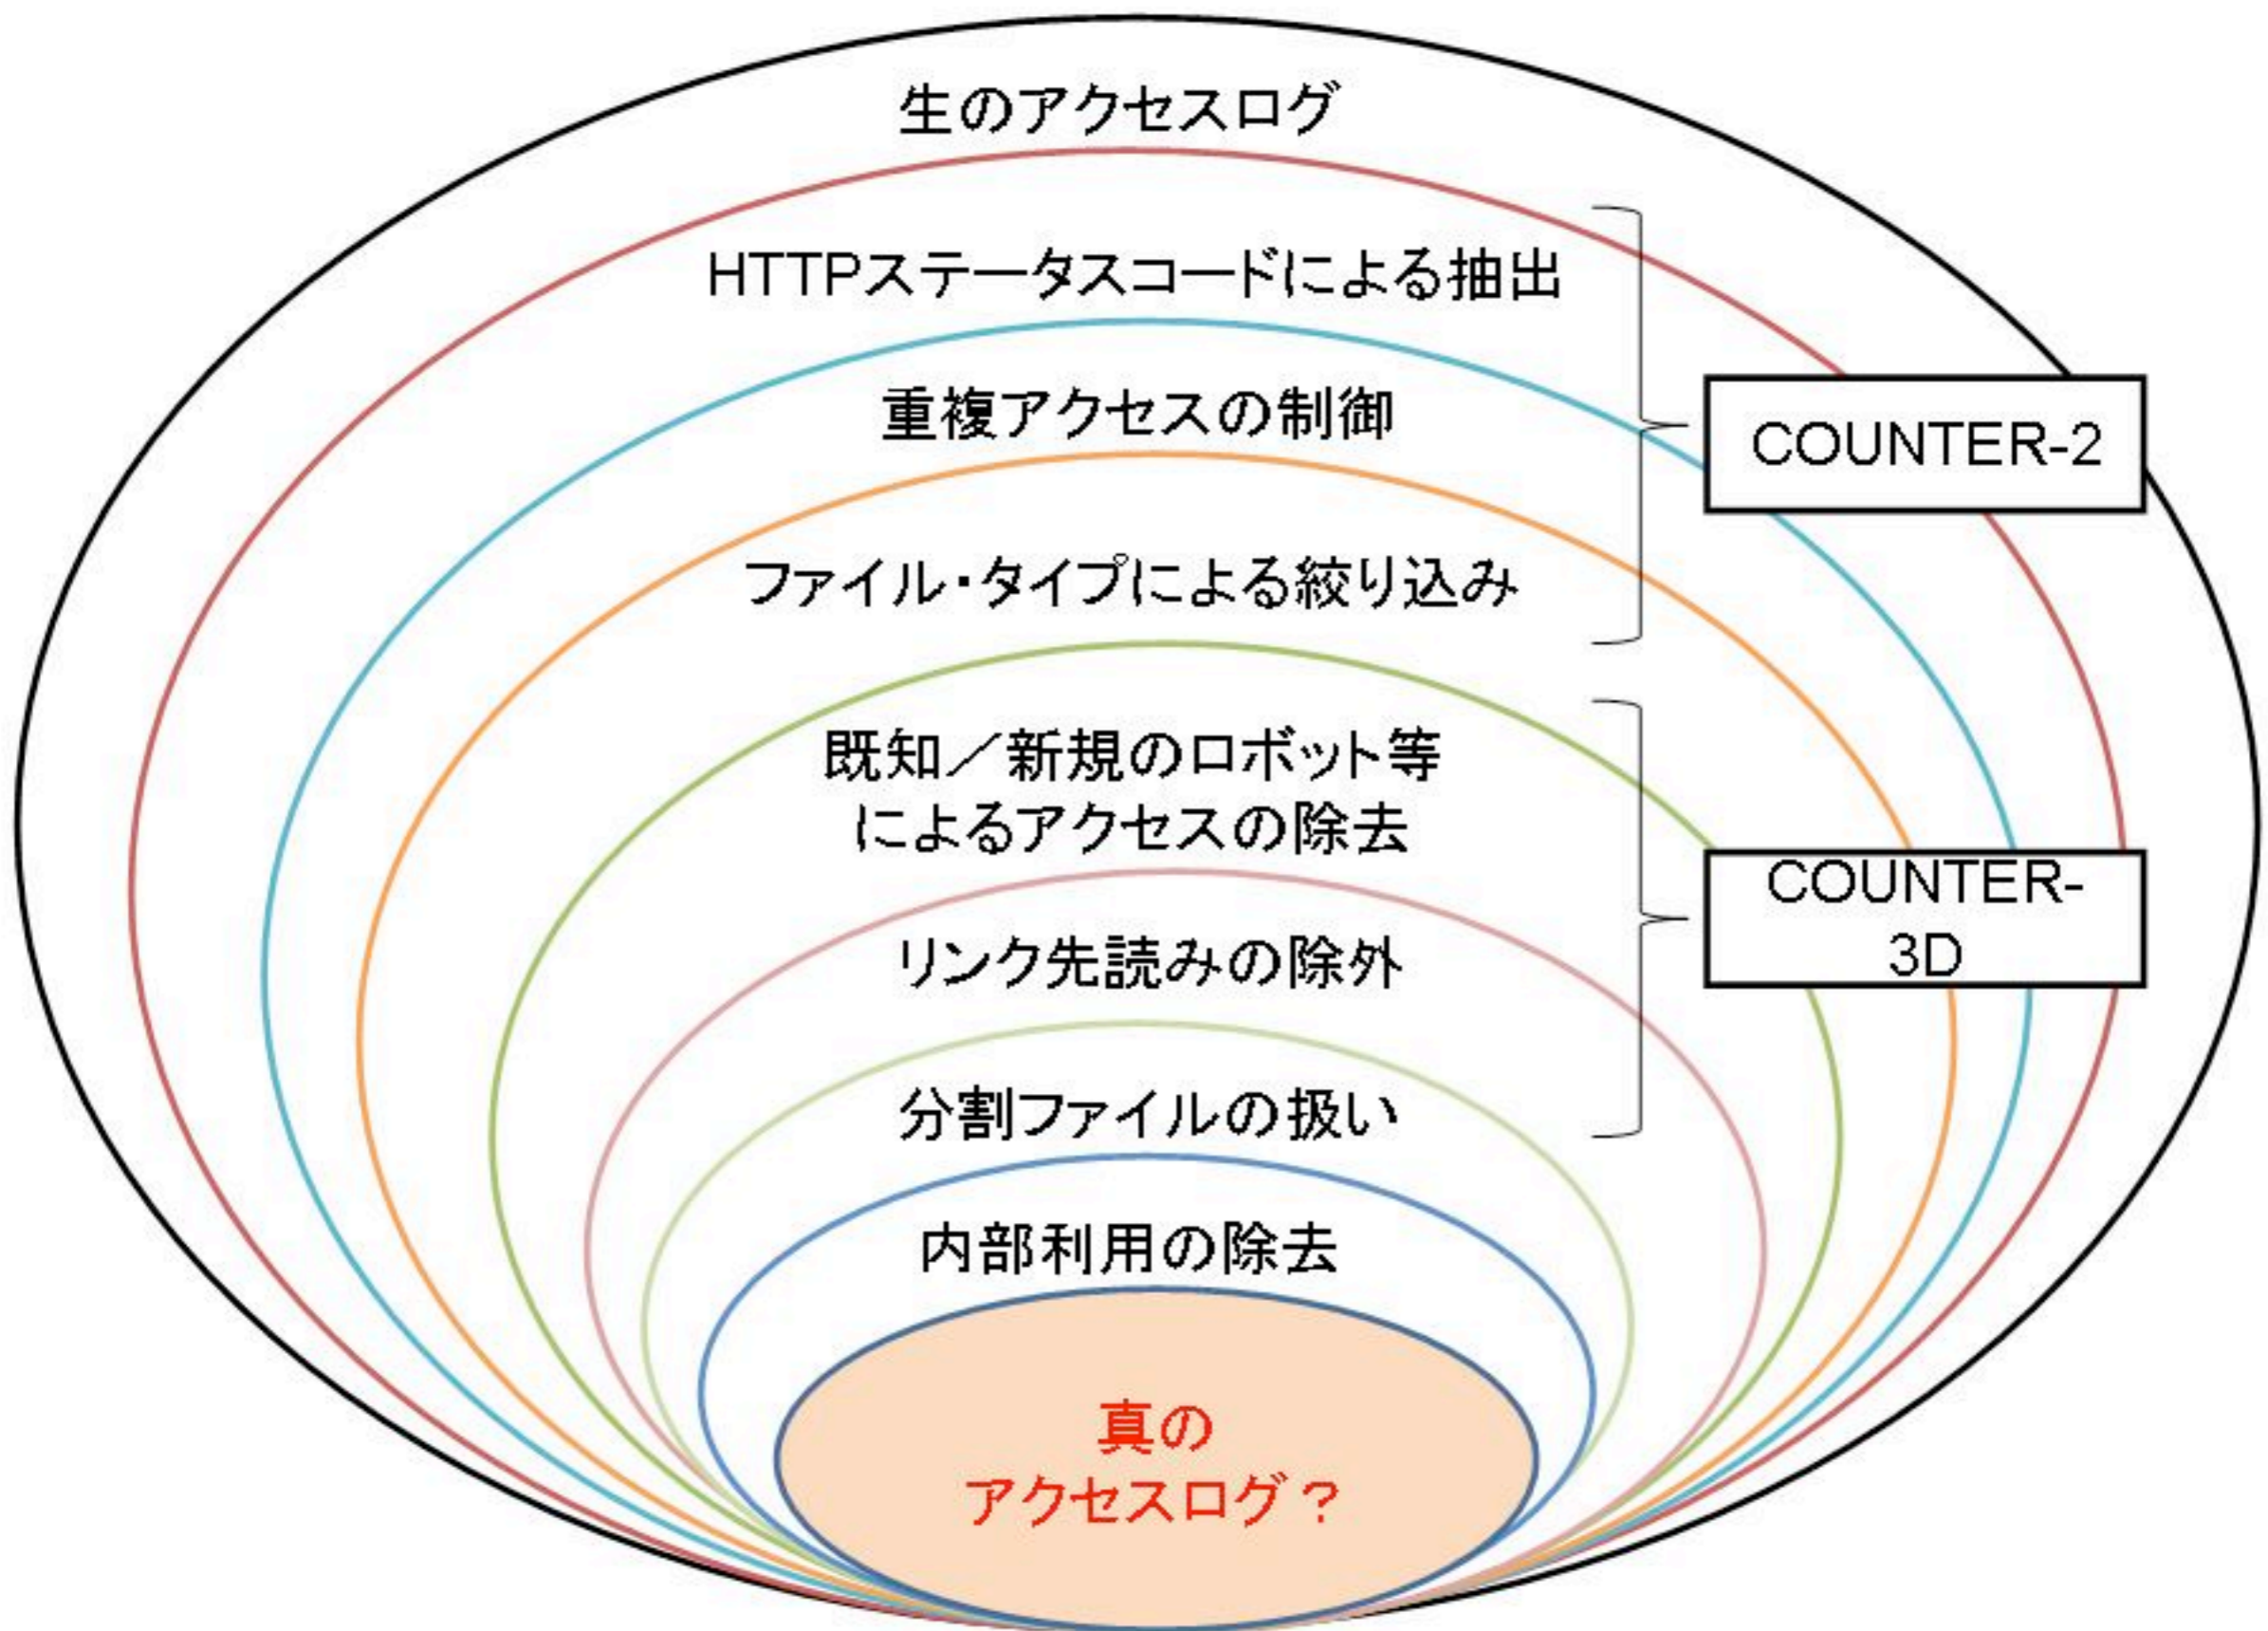 生のアクセスログ
HTTPステータスコードによる抽出
重複アクセスの制御
COUNTER-2
ファイル・タイプによる絞り込み
既知／新規のロボット等
によるアクセスの除去
COUNTER-
3D
リンク先読みの除外
分割ファイルの扱い
内部利用の除去
真の
アクセスログ？